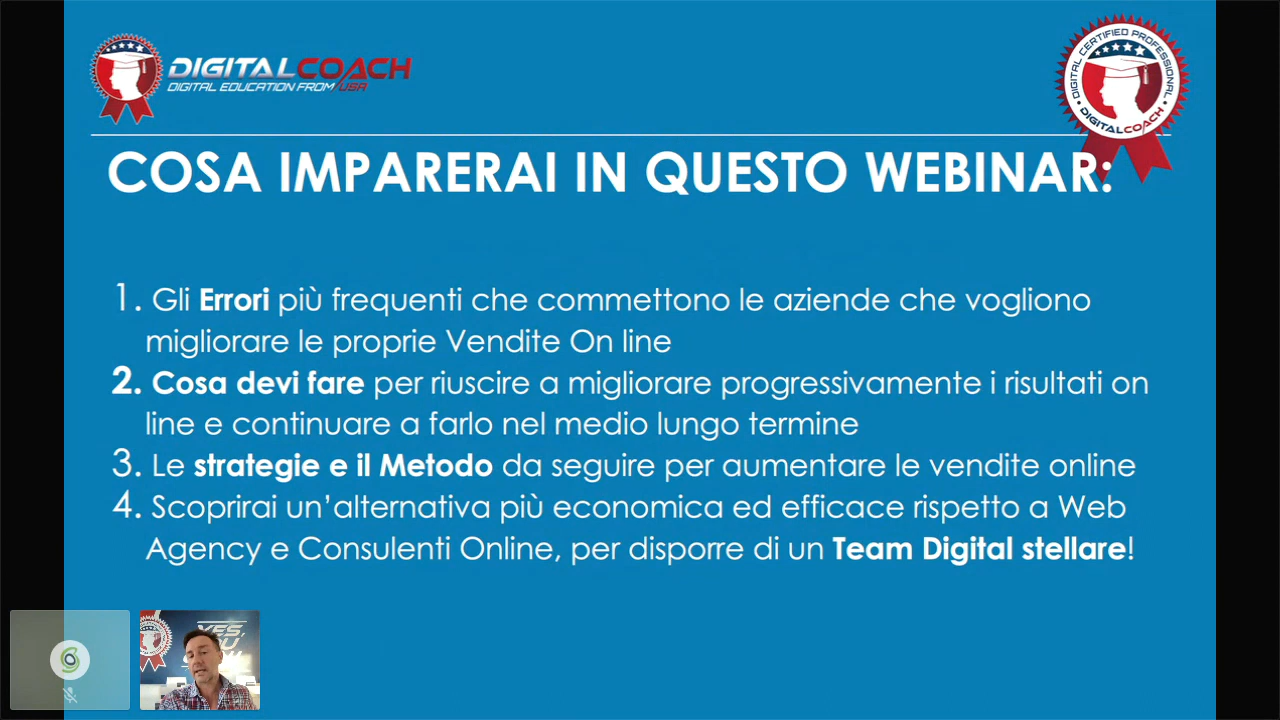 DIGITALCOACH
DIGITAL EDUCATION FROM USA
DIGITAL CERTIFIED PROFESSIONAL
DIGITALCOACH
COSA IMPARERAI IN QUESTO WEBINAR:
1. Gli Errori più frequenti che commettono le aziende che vogliono
migliorare le proprie Vendite On line
2. Cosa devi fare per riuscire a migliorare progressivamente i risultati on
line e continuare a farlo nel medio lungo termine
3. Le strategie e il Metodo da seguire per aumentare le vendite online
4. Scoprirai un’alternativa più economica ed efficace rispetto a Web
Agency e Consulenti Online, per disporre di un Team Digital stellare!
YES,